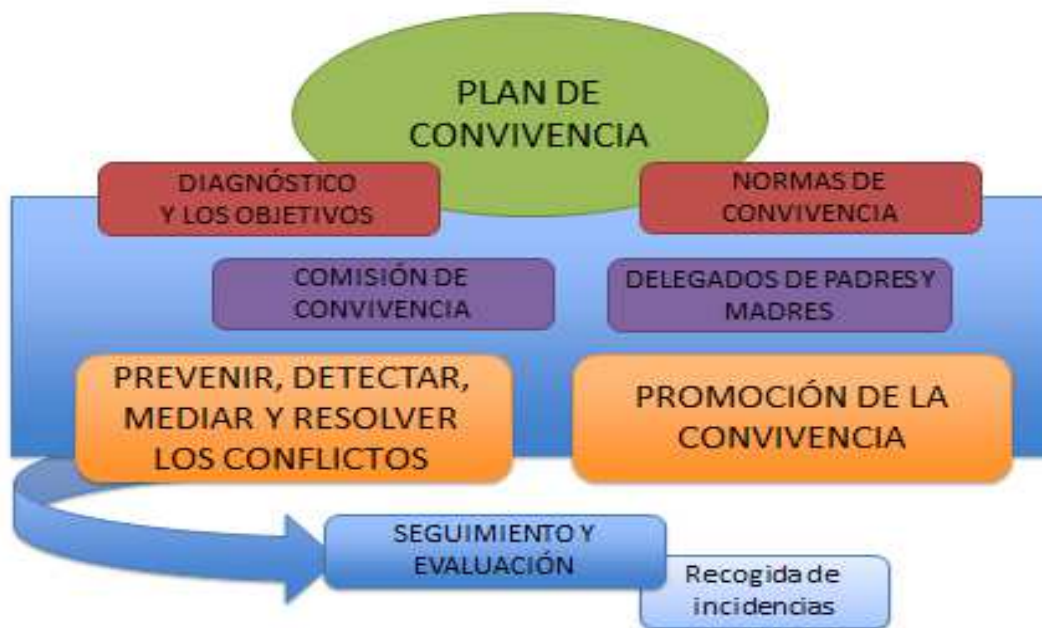 PLAN DE
CONVIVENCIA
DIAGNÓSTICO
Y LOS OBJETIVOS
NORMAS DE
CONVIVENCIA
COMISIÓN DE
CONVIVENCIA
DELEGADOS DE PADRES Y
MADRES
PREVENIR, DETECTAR,
MEDIAR Y RESOLVER
LOS CONFLICTOS
PROMOCIÓN DE LA
CONVIVENCIA
SEGUIMIENTO Y
EVALUACIÓN
Recogida de
incidencias